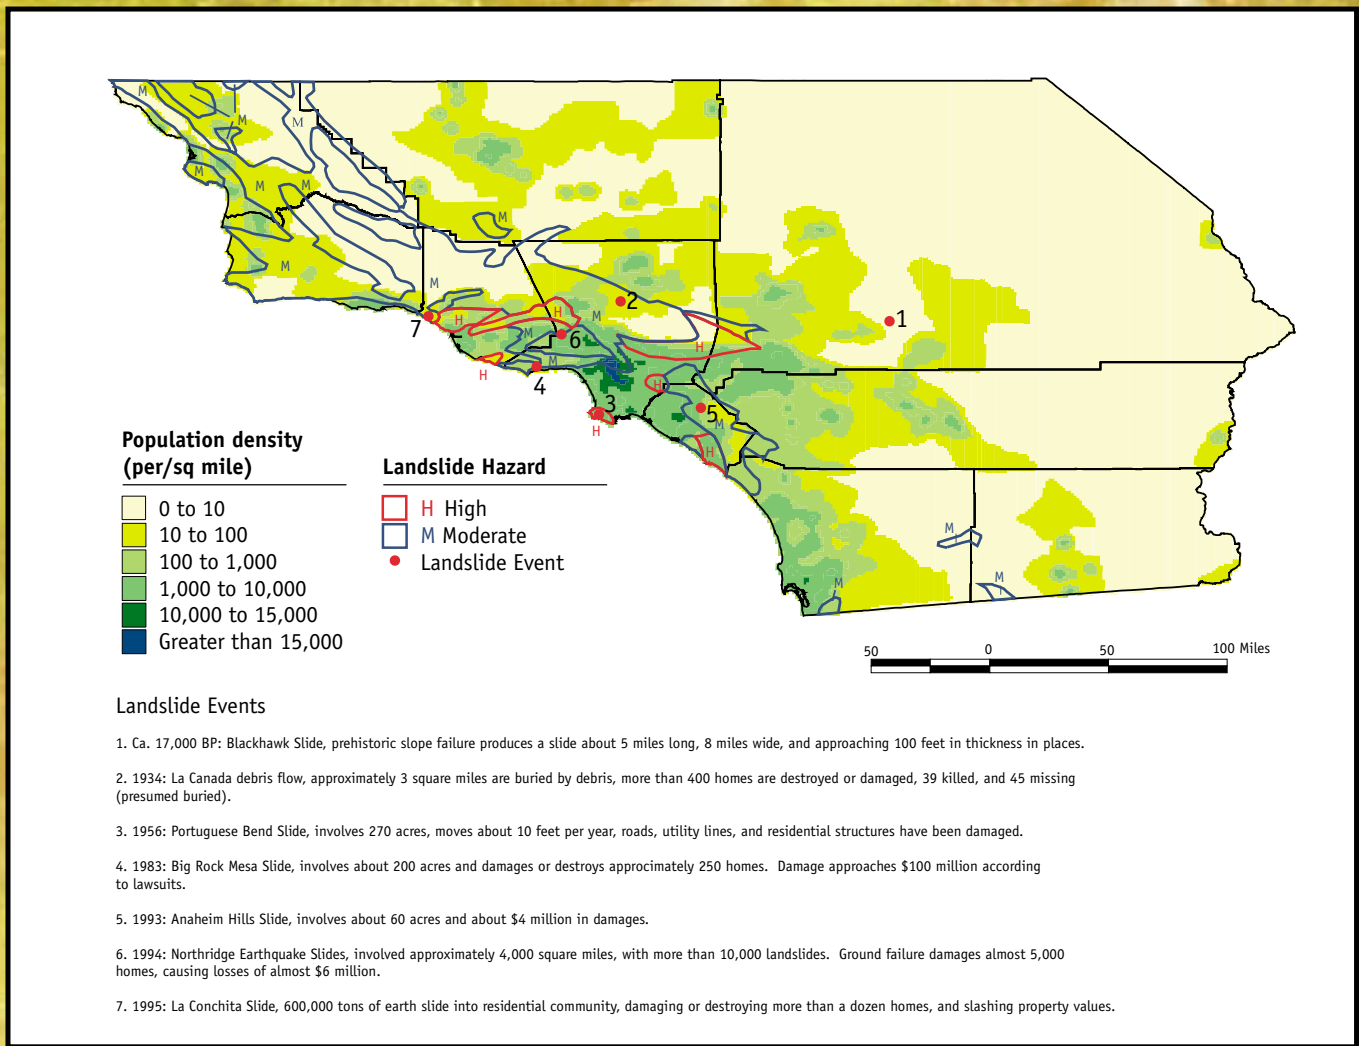 M
M
M
M
M
M
M
M
M
M
2
1
H
H
M
7
M
6
H
M
H
4
H
3
H
5
M
H
M
M
M
Population density
(per/sq mile)
0 to 10
10 to 100
100 to 1,000
1,000 to 10,000
10,000 to 15,000
Greater than 15,000
Landslide Hazard
H High
M Moderate
Landslide Event
50 0 50 100 Miles
Landslide Events
1. Ca. 17,000 BP: Blackhawk Slide, prehistoric slope failure produces a slide about 5 miles long, 8 miles wide, and approaching 100 feet in thickness in places.
2. 1934: La Canada debris flow, approximately 3 square miles are buried by debris, more than 400 homes are destroyed or damaged, 39 killed, and 45 missing
(presumed buried).
3. 1956: Portuguese Bend Slide, involves 270 acres, moves about 10 feet per year, roads, utility lines, and residential structures have been damaged.
4. 1983: Big Rock Mesa Slide, involves about 200 acres and damages or destroys approcimately 250 homes. Damage approaches $100 million according
to lawsuits.
5. 1993: Anaheim Hills Slide, involves about 60 acres and about $4 million in damages.
6. 1994: Northridge Earthquake Slides, involved approximately 4,000 square miles, with more than 10,000 landslides. Ground failure damages almost 5,000
homes, causing losses of almost $6 million.
7. 1995: La Conchita Slide, 600,000 tons of earth slide into residential community, damaging or destroying more than a dozen homes, and slashing property values.